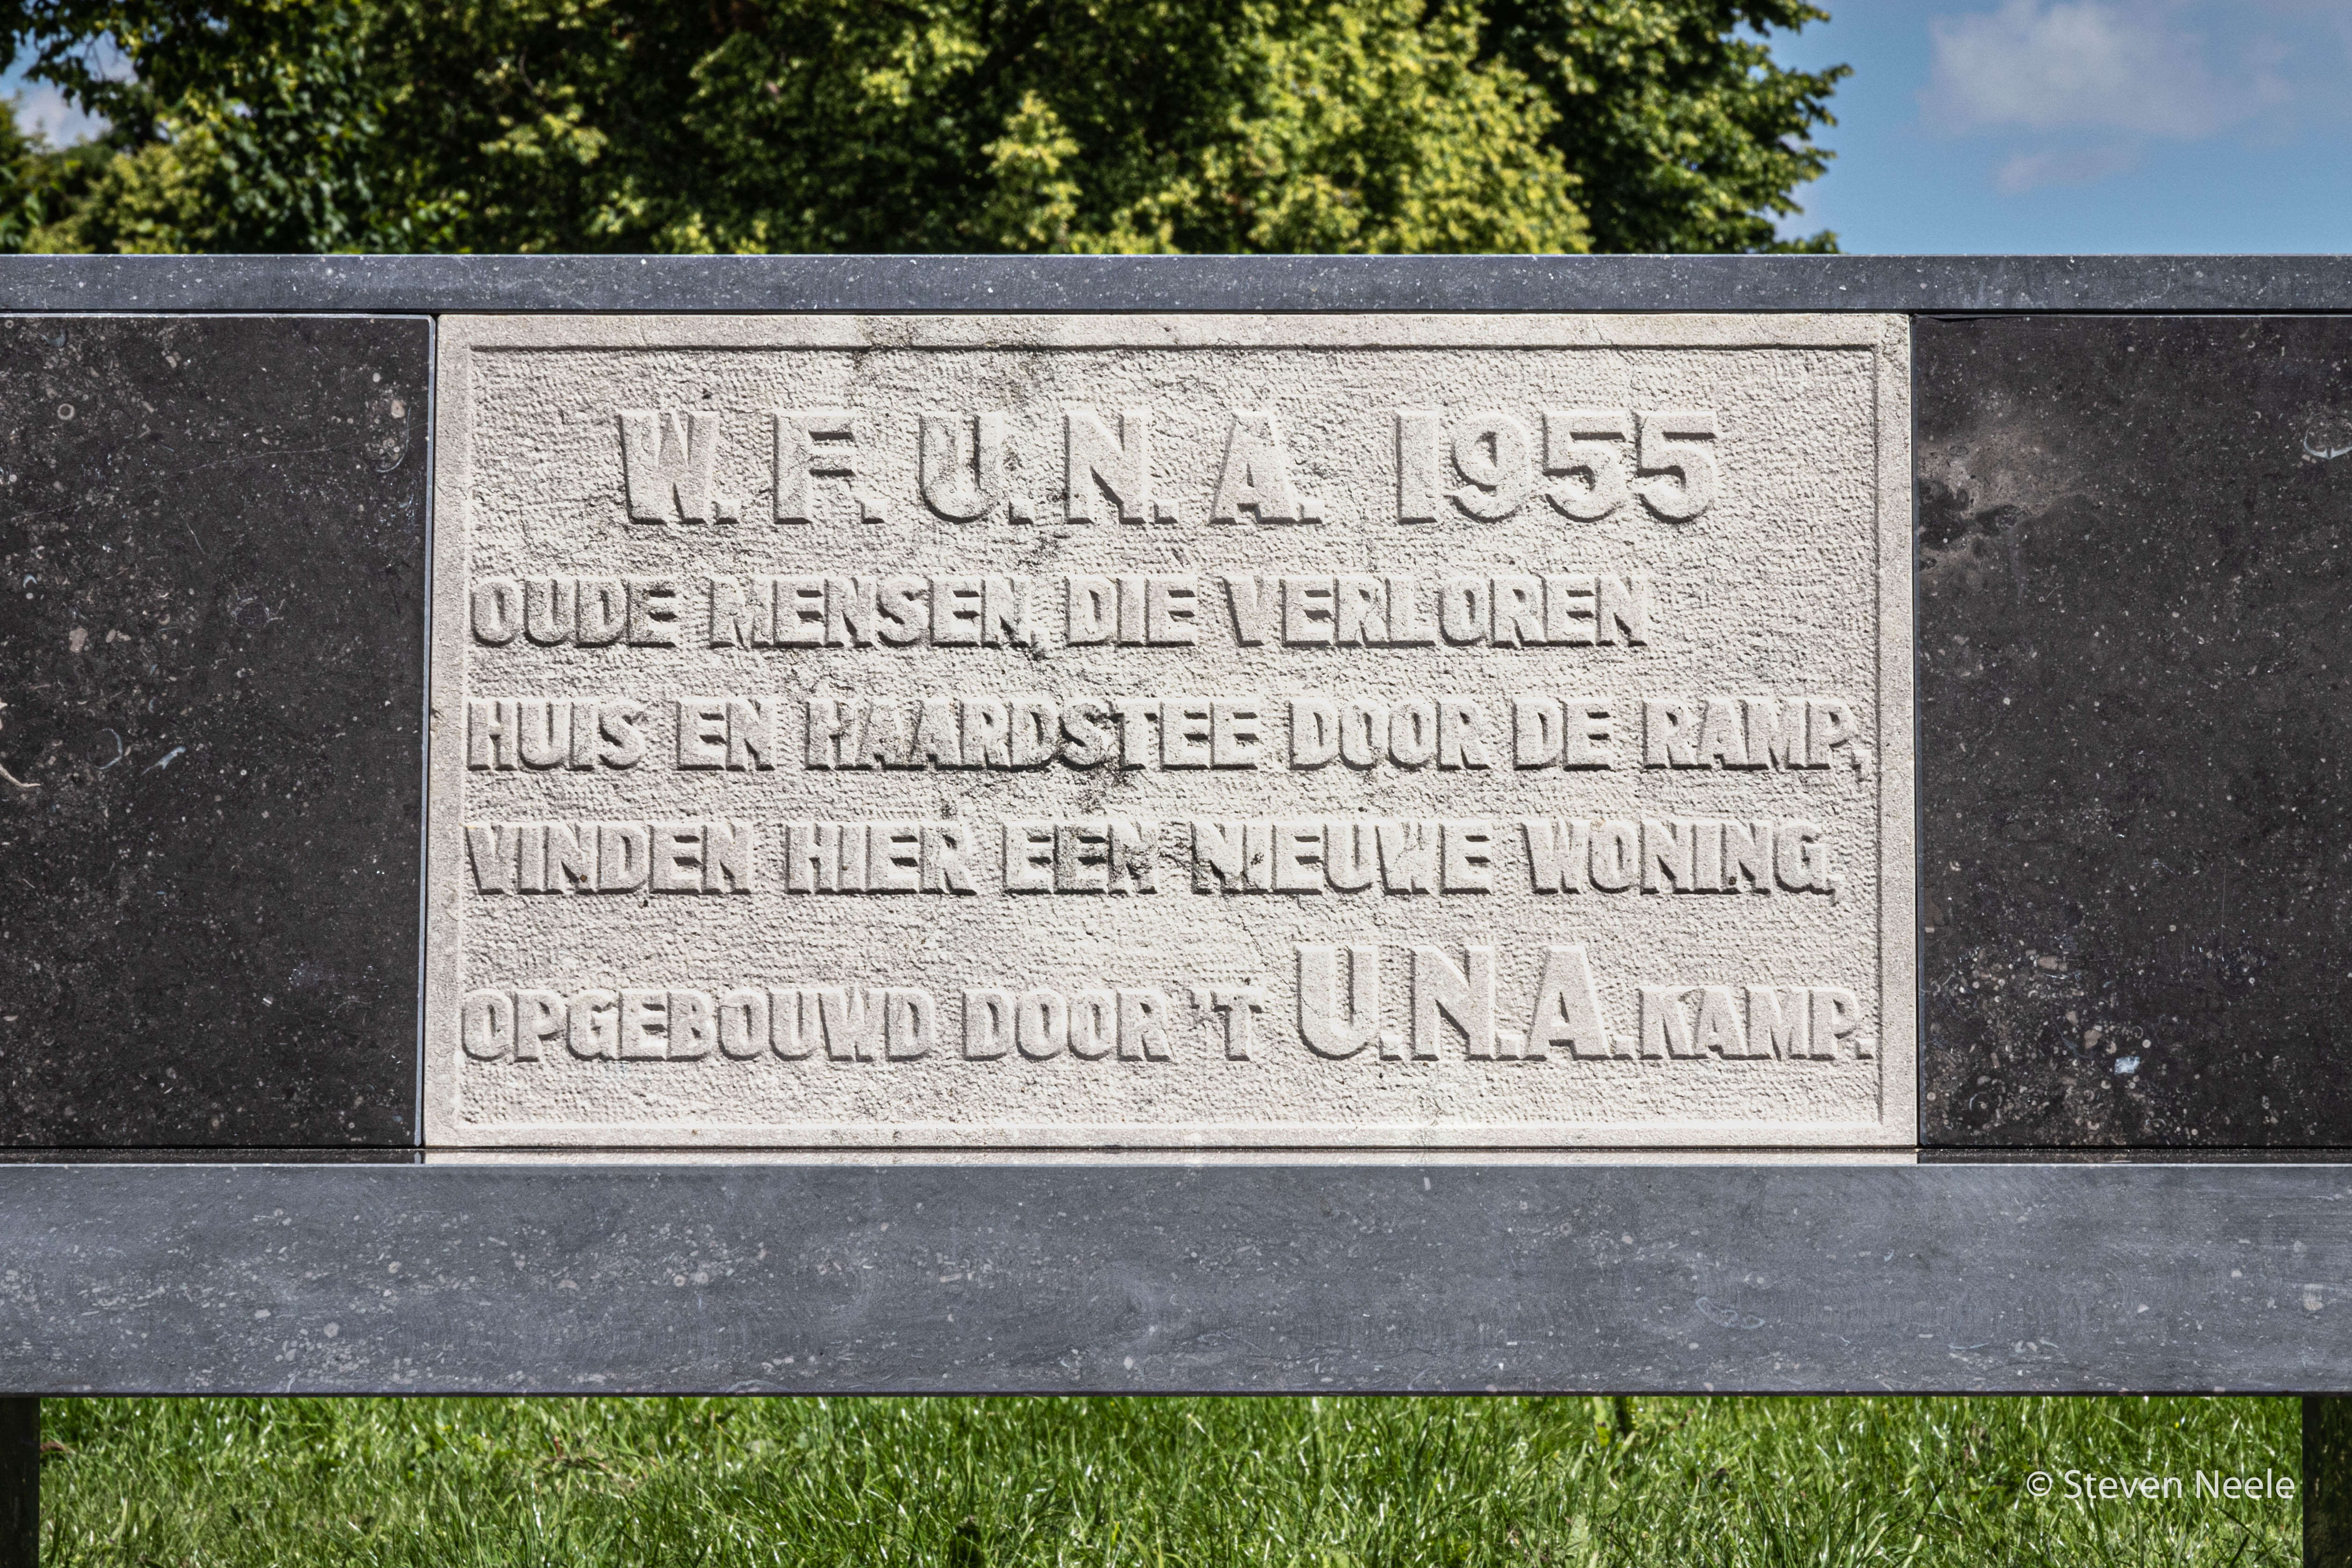 W.F.U.N.A. 1955
OUDE MENSEN, DIE VERLOREN
HUIS EN HAARDSTEE DOOR DE RAMP,
VINDEN HIER EEN NIEUWE WONING,
OPGEBOUWD DOOR 'T U.N.A. KAMP.
© Steven Neele